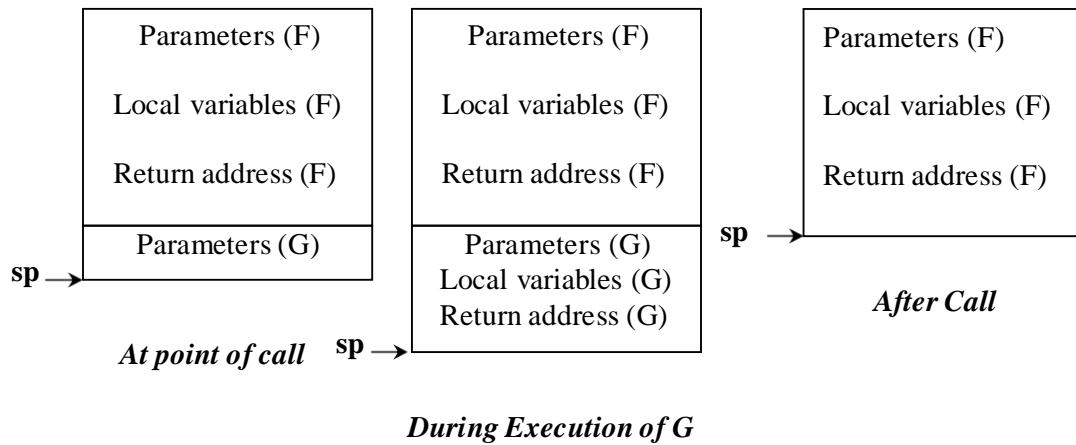 Parameters (F)
Local variables (F)
Return address (F)
Parameters (G)
sp
At point of call
Parameters (F)
Local variables (F)
Return address (F)
Parameters (G)
Local variables (G)
Return address (G)
sp
During Execution of G
Parameters (F)
Local variables (F)
Return address (F)
sp
After Call